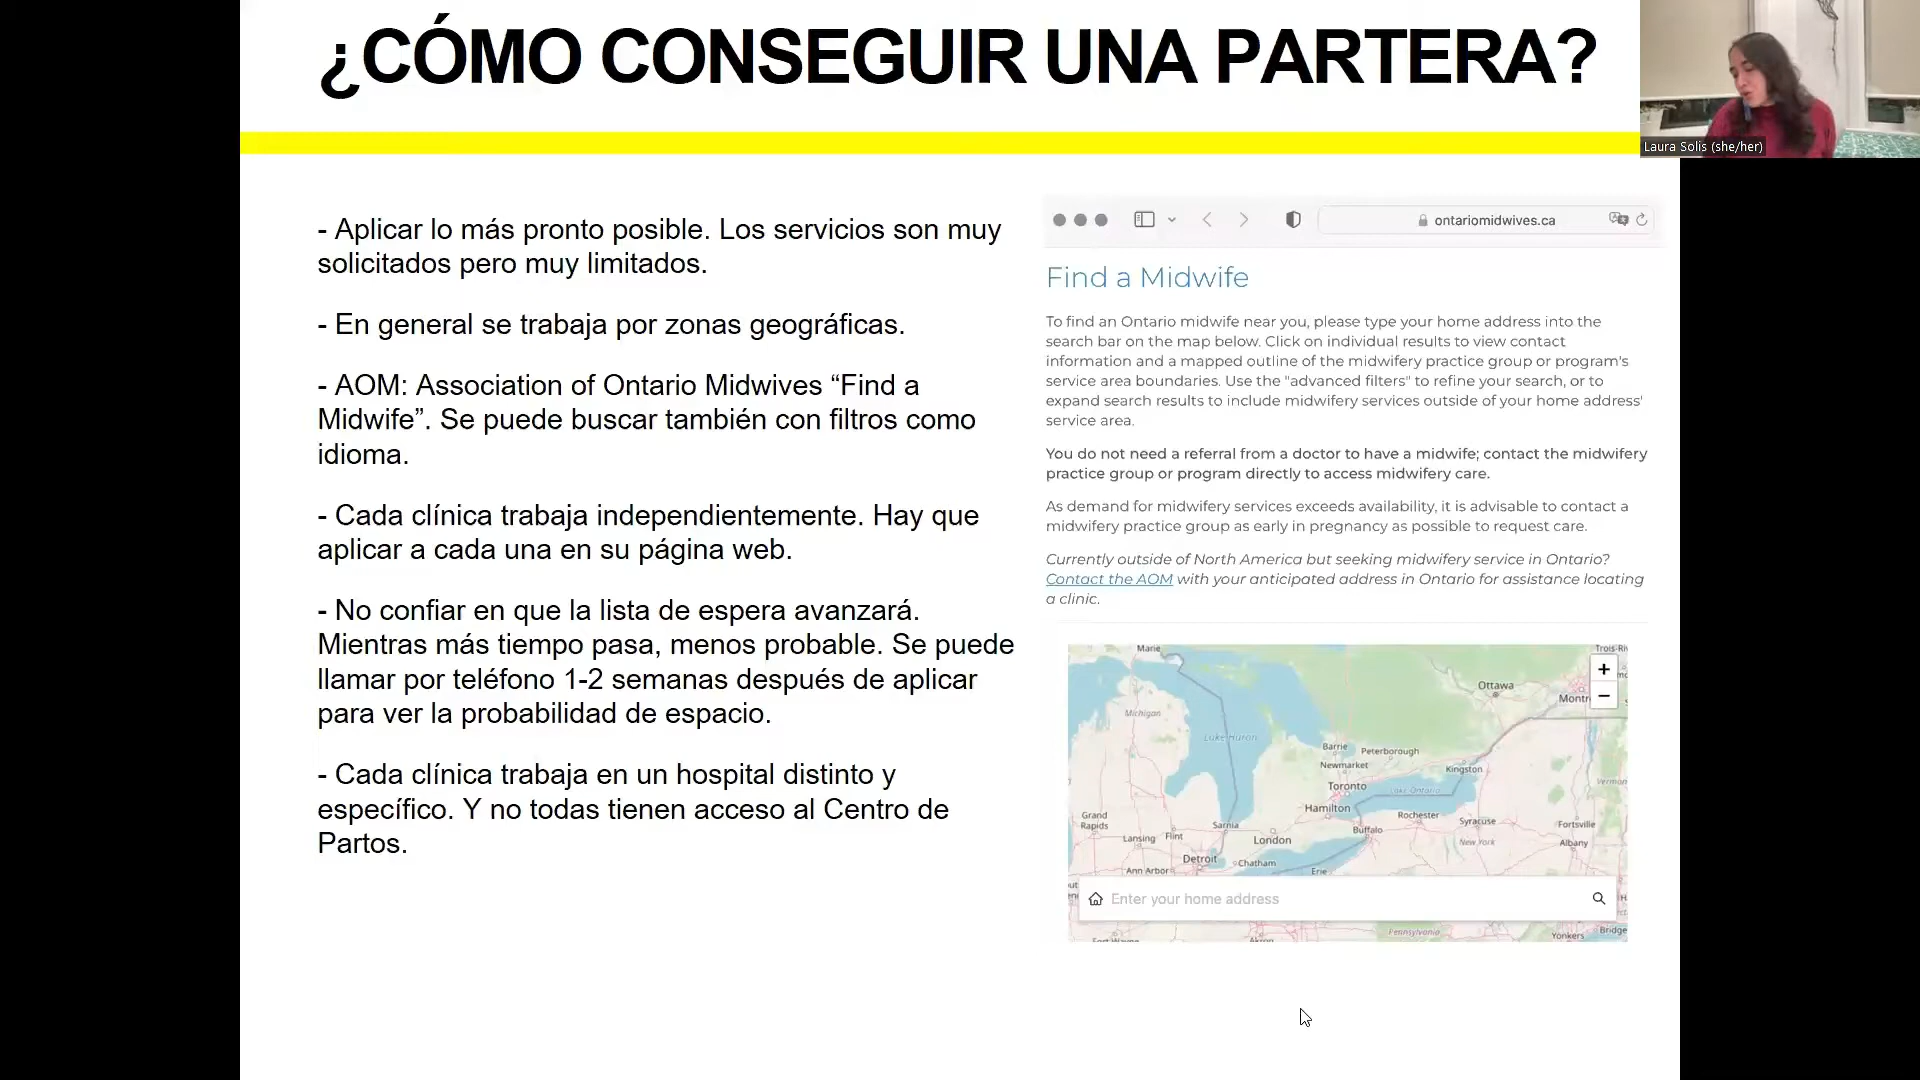 ¿CÓMO CONSEGUIR UNA PARTERA?
Laura Solis (she/her)
- Aplicar lo más pronto posible. Los servicios son muy
solicitados pero muy limitados.
- En general se trabaja por zonas geográficas.
- AOM: Association of Ontario Midwives “Find a
Midwife”. Se puede buscar también con filtros como
idioma.
- Cada clínica trabaja independientemente. Hay que
aplicar a cada una en su página web.
- No confiar en que la lista de espera avanzará.
Mientras más tiempo pasa, menos probable. Se puede
llamar por teléfono 1-2 semanas después de aplicar
para ver la probabilidad de espacio.
- Cada clínica trabaja en un hospital distinto y
específico. Y no todas tienen acceso al Centro de
Partos.
ontariomidwives.ca
Find a Midwife
To find an Ontario midwife near you, please type your home address into the
search bar on the map below. Click on individual results to view contact
information and a mapped outline of the midwifery practice group or program's
service area boundaries. Use the "advanced filters" to refine your search, or to
expand search results to include midwifery services outside of your home address'
service area.
You do not need a referral from a doctor to have a midwife; contact the midwifery
practice group or program directly to access midwifery care.
As demand for midwifery services exceeds availability, it is advisable to contact a
midwifery practice group as early in pregnancy as possible to request care.
Currently outside of North America but seeking midwifery service in Ontario?
Contact the AOM with your anticipated address in Ontario for assistance locating
a clinic.
Marie
+
−
Ottawa
Michigan
Lake Huron
Barrie
Peterborough
Newmarket
Kingston
Toronto
Lake Ontario
Hamilton
Grand
Rapids
Sarnia
Rochester
Syracuse
Fortsville
Buffalo
Lansing
Flint
London
New York
Albany
Detroit
Chatham
Ann Arbor
Erie
Enter your home address
Pennsylvania
Yonkers